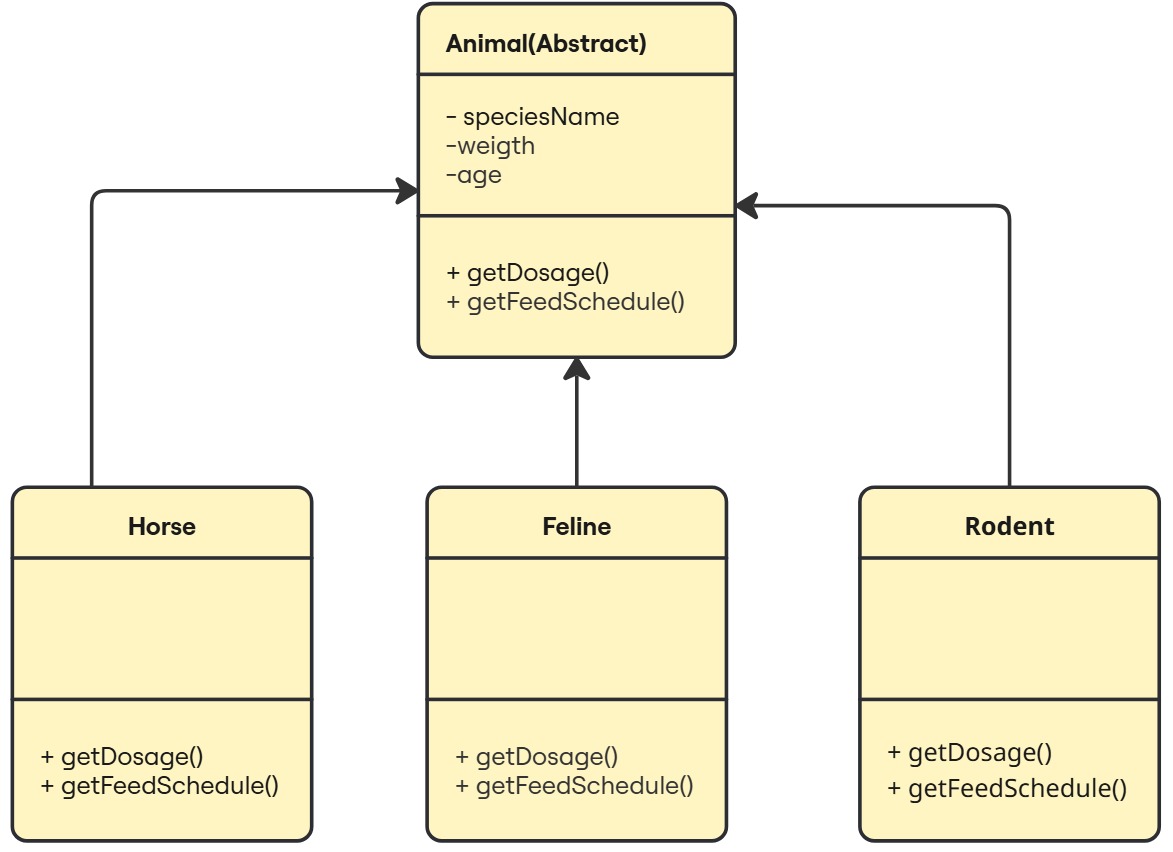 Animal(Abstract)
- speciesName
-weigth
-age
+ getDosage()
+ getFeedSchedule()
Horse
+ getDosage()
+ getFeedSchedule()
Feline
+ getDosage()
+ getFeedSchedule()
Rodent
+ getDosage()
+ getFeedSchedule()